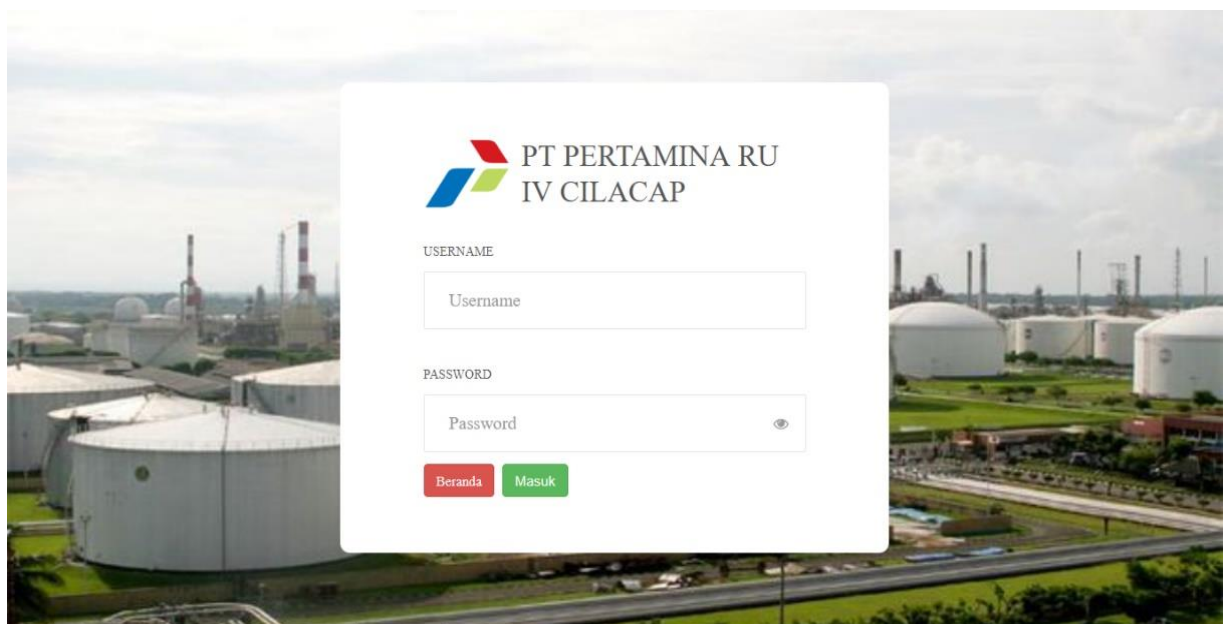 PT PERTAMINA RU
IV CILACAP
USERNAME
Username
PASSWORD
Password
Beranda Masuk